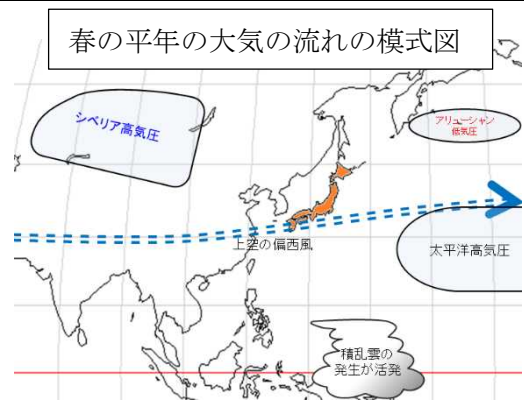 春の平年の大気の流れの模式図
シベリア高気圧
アリューシャン
低気圧
上空の偏西風
太平洋高気圧
積乱雲の
発生が活発